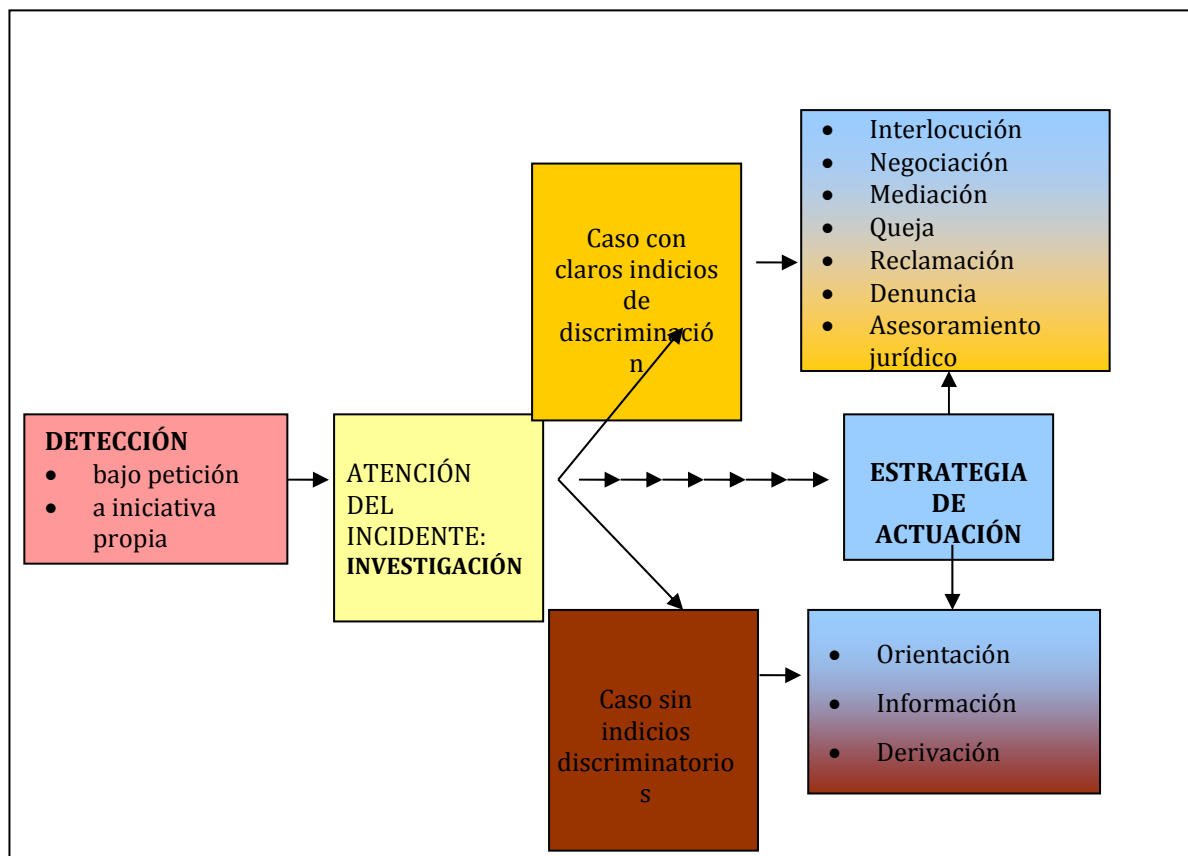 DETECCIÓN
• bajo petición
• a iniciativa
propia
ATENCIÓN
DEL
INCIDENTE:
INVESTIGACIÓN
Caso con
claros indicios
de
discriminació
n
• Interlocución
• Negociación
• Mediación
• Queja
• Reclamación
• Denuncia
• Asesoramiento
jurídico
ESTRATEGIA
DE
ACTUACIÓN
Caso sin
indicios
discriminatorio
s
• Orientación
• Información
• Derivación